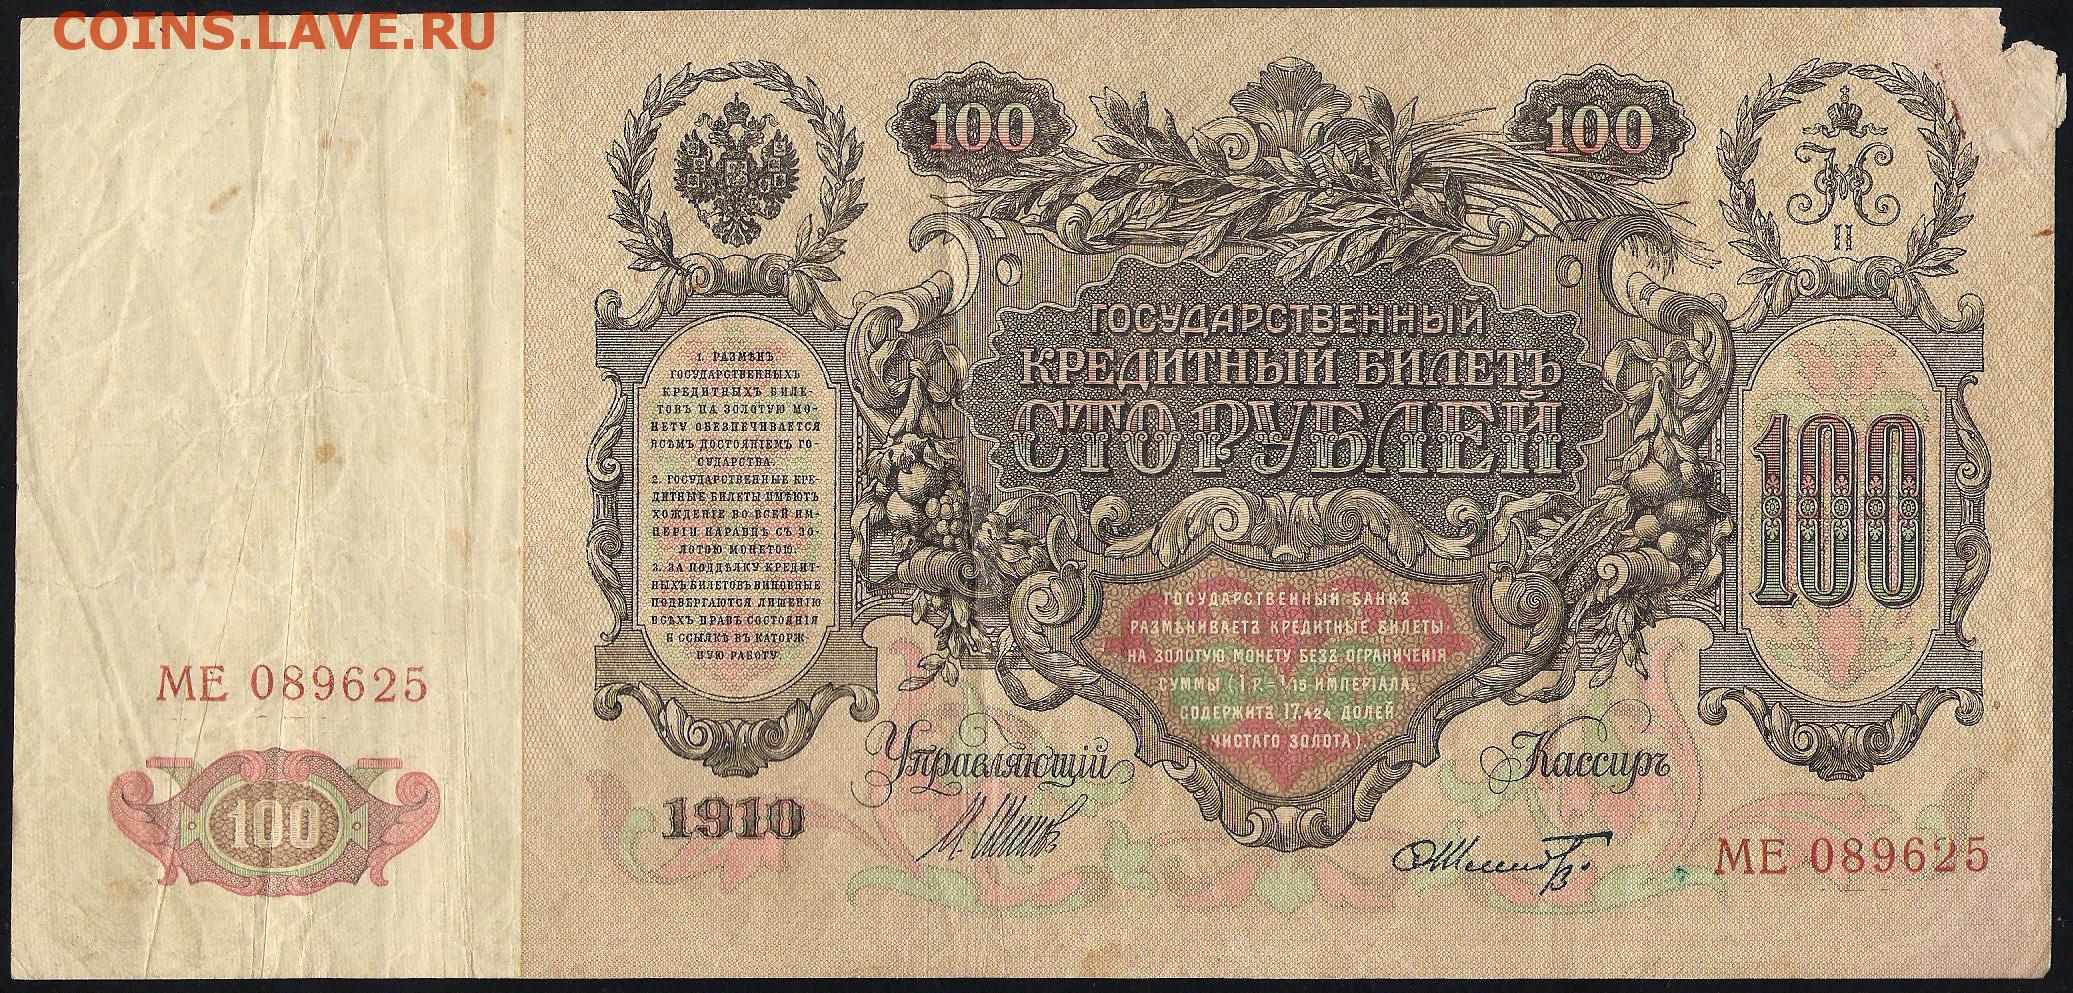 COINS.LAVE.RU
100
100
II
ГОСУДАРСТВЕННЫЙ
КРЕДИТНЫЙ БИЛЕТЪ
СТО РУБЛЕЙ
1. РАЗМѢНЪ
ГОСУДАРСТВЕННЫХЪ
КРЕДИТНЫХЪ БИЛЕ-
ТОВЪ НА ЗОЛОТУЮ МО-
НЕТУ ОБЕЗПЕЧИВАЕТСЯ
ВСѢМЪ ДОСТОЯНІЕМЪ ГО-
СУДАРСТВА.
2. ГОСУДАРСТВЕННЫЕ КРЕ-
ДИТНЫЕ БИЛЕТЫ ИМѢЮТЪ
ХОЖДЕНІЕ ВО ВСЕЙ ИМ-
ПЕРІИ НАРАВНѢ СЪ ЗО-
ЛОТОЮ МОНЕТОЮ.
3. ЗА ПОДДѢЛКУ КРЕДИТ-
НЫХЪ БИЛЕТОВЪ ВИНОВНЫЕ
ПОДВЕРГАЮТСЯ ЛИШЕНІЮ
ВСѢХЪ ПРАВЪ СОСТОЯНІЯ
И ССЫЛКѢ ВЪ КАТОРЖ-
НУЮ РАБОТУ.
100
ГОСУДАРСТВЕННЫЙ БАНКЪ
РАЗМѢНИВАЕТЪ КРЕДИТНЫЕ БИЛЕТЫ
НА ЗОЛОТУЮ МОНЕТУ БЕЗЪ ОГРАНИЧЕНІЯ
СУММЫ (1 Р.= 1/15 ИМПЕРІАЛА,
СОДЕРЖИТЪ 17,424 ДОЛЕЙ
ЧИСТАГО ЗОЛОТА).
МЕ 089625
100
Управляющій
Кассиръ
1910
И. Шипов
МЕ 089625